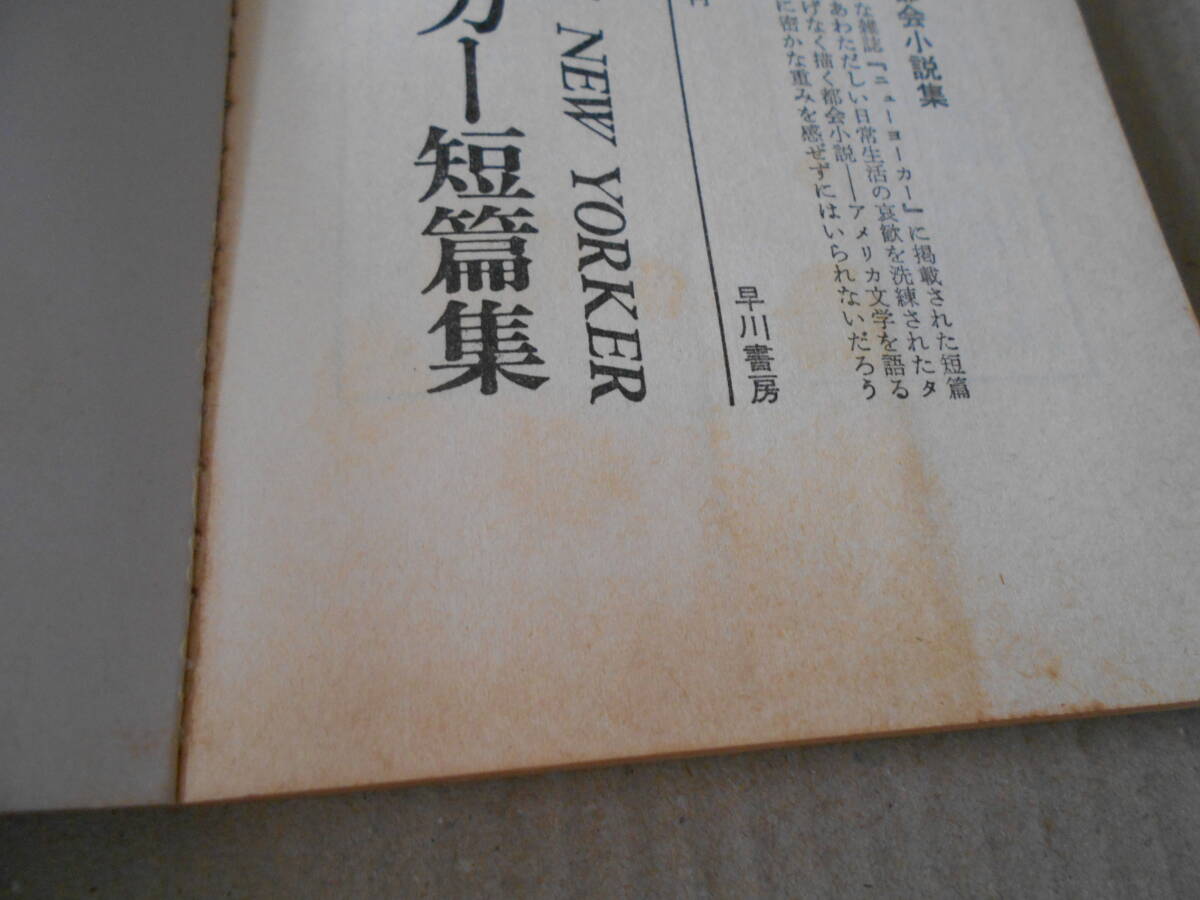 会小説集
な雑誌『ニューヨーカー』に掲載された短篇
あわただしい日常生活の哀歓を洗練されたタ
げなく描く都会小説――アメリカ文学を語る
に密かな重みを感ぜずにはいられないだろう
早川書房
NEW YORKER
カー短篇集